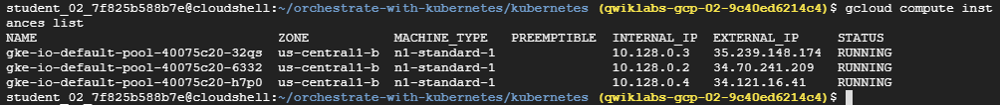 student_02_7f825b588b7e@cloudshell:~/orchestrate-with-kubernetes/kubernetes (qwiklabs-gcp-02-9c40ed6214c4)$ gcloud compute inst
ances list
NAME ZONE MACHINE_TYPE PREEMPTIBLE INTERNAL_IP EXTERNAL_IP STATUS
gke-io-default-pool-40075c20-32qs us-central1-b n1-standard-1 10.128.0.3 35.239.148.174 RUNNING
gke-io-default-pool-40075c20-6332 us-central1-b n1-standard-1 10.128.0.2 34.70.241.209 RUNNING
gke-io-default-pool-40075c20-h7p0 us-central1-b n1-standard-1 10.128.0.4 34.121.16.41 RUNNING
student_02_7f825b588b7e@cloudshell:~/orchestrate-with-kubernetes/kubernetes (qwiklabs-gcp-02-9c40ed6214c4)$